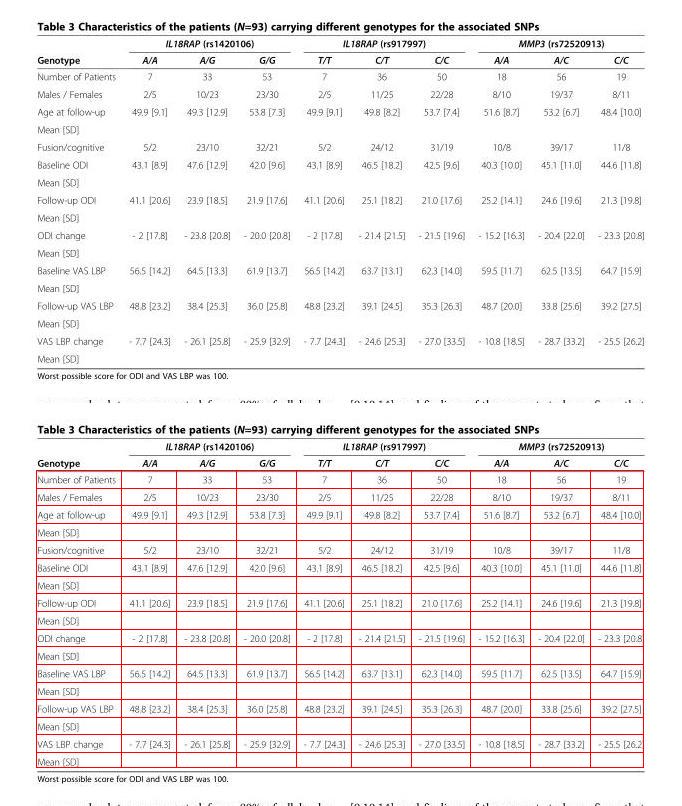 Table 3 Characteristics of the patients (N=93) carrying different genotypes for the associated SNPs
IL18RAP (rs1420106) IL18RAP (rs917997) MMP3 (rs72520913)
Genotype A/A A/G G/G T/T C/T C/C A/A A/C C/C
Number of Patients 7 33 53 7 36 50 18 56 19
Males / Females 2/5 10/23 23/30 2/5 11/25 22/28 8/10 19/37 8/11
Age at follow-up 49.9 [9.1] 49.3 [12.9] 53.8 [7.3] 49.9 [9.1] 49.8 [8.2] 53.7 [7.4] 51.6 [8.7] 53.2 [6.7] 48.4 [10.0]
Mean [SD]
Fusion/cognitive 5/2 23/10 32/21 5/2 24/12 31/19 10/8 39/17 11/8
Baseline ODI 43.1 [8.9] 47.6 [12.9] 42.0 [9.6] 43.1 [8.9] 46.5 [18.2] 42.5 [9.6] 40.3 [10.0] 45.1 [11.0] 44.6 [11.8]
Mean [SD]
Follow-up ODI 41.1 [20.6] 23.9 [18.5] 21.9 [17.6] 41.1 [20.6] 25.1 [18.2] 21.0 [17.6] 25.2 [14.1] 24.6 [19.6] 21.3 [19.8]
Mean [SD]
ODI change - 2 [17.8] - 23.8 [20.8] - 20.0 [20.8] - 2 [17.8] - 21.4 [21.5] - 21.5 [19.6] - 15.2 [16.3] - 20.4 [22.0] - 23.3 [20.8]
Mean [SD]
Baseline VAS LBP 56.5 [14.2] 64.5 [13.3] 61.9 [13.7] 56.5 [14.2] 63.7 [13.1] 62.3 [14.0] 59.5 [11.7] 62.5 [13.5] 64.7 [15.9]
Mean [SD]
Follow-up VAS LBP 48.8 [23.2] 38.4 [25.3] 36.0 [25.8] 48.8 [23.2] 39.1 [24.5] 35.3 [26.3] 48.7 [20.0] 33.8 [25.6] 39.2 [27.5]
Mean [SD]
VAS LBP change - 7.7 [24.3] - 26.1 [25.8] - 25.9 [32.9] - 7.7 [24.3] - 24.6 [25.3] - 27.0 [33.5] - 10.8 [18.5] - 28.7 [33.2] - 25.5 [26.2]
Mean [SD]
Worst possible score for ODI and VAS LBP was 100.
Table 3 Characteristics of the patients (N=93) carrying different genotypes for the associated SNPs
IL18RAP (rs1420106) IL18RAP (rs917997) MMP3 (rs72520913)
Genotype A/A A/G G/G T/T C/T C/C A/A A/C C/C
Number of Patients 7 33 53 7 36 50 18 56 19
Males / Females 2/5 10/23 23/30 2/5 11/25 22/28 8/10 19/37 8/11
Age at follow-up 49.9 [9.1] 49.3 [12.9] 53.8 [7.3] 49.9 [9.1] 49.8 [8.2] 53.7 [7.4] 51.6 [8.7] 53.2 [6.7] 48.4 [10.0]
Mean [SD]
Fusion/cognitive 5/2 23/10 32/21 5/2 24/12 31/19 10/8 39/17 11/8
Baseline ODI 43.1 [8.9] 47.6 [12.9] 42.0 [9.6] 43.1 [8.9] 46.5 [18.2] 42.5 [9.6] 40.3 [10.0] 45.1 [11.0] 44.6 [11.8]
Mean [SD]
Follow-up ODI 41.1 [20.6] 23.9 [18.5] 21.9 [17.6] 41.1 [20.6] 25.1 [18.2] 21.0 [17.6] 25.2 [14.1] 24.6 [19.6] 21.3 [19.8]
Mean [SD]
ODI change - 2 [17.8] - 23.8 [20.8] - 20.0 [20.8] - 2 [17.8] - 21.4 [21.5] - 21.5 [19.6] - 15.2 [16.3] - 20.4 [22.0] - 23.3 [20.8
Mean [SD]
Baseline VAS LBP 56.5 [14.2] 64.5 [13.3] 61.9 [13.7] 56.5 [14.2] 63.7 [13.1] 62.3 [14.0] 59.5 [11.7] 62.5 [13.5] 64.7 [15.9]
Mean [SD]
Follow-up VAS LBP 48.8 [23.2] 38.4 [25.3] 36.0 [25.8] 48.8 [23.2] 39.1 [24.5] 35.3 [26.3] 48.7 [20.0] 33.8 [25.6] 39.2 [27.5]
Mean [SD]
VAS LBP change - 7.7 [24.3] - 26.1 [25.8] - 25.9 [32.9] - 7.7 [24.3] - 24.6 [25.3] - 27.0 [33.5] - 10.8 [18.5] - 28.7 [33.2] - 25.5 [26.2
Mean [SD]
Worst possible score for ODI and VAS LBP was 100.